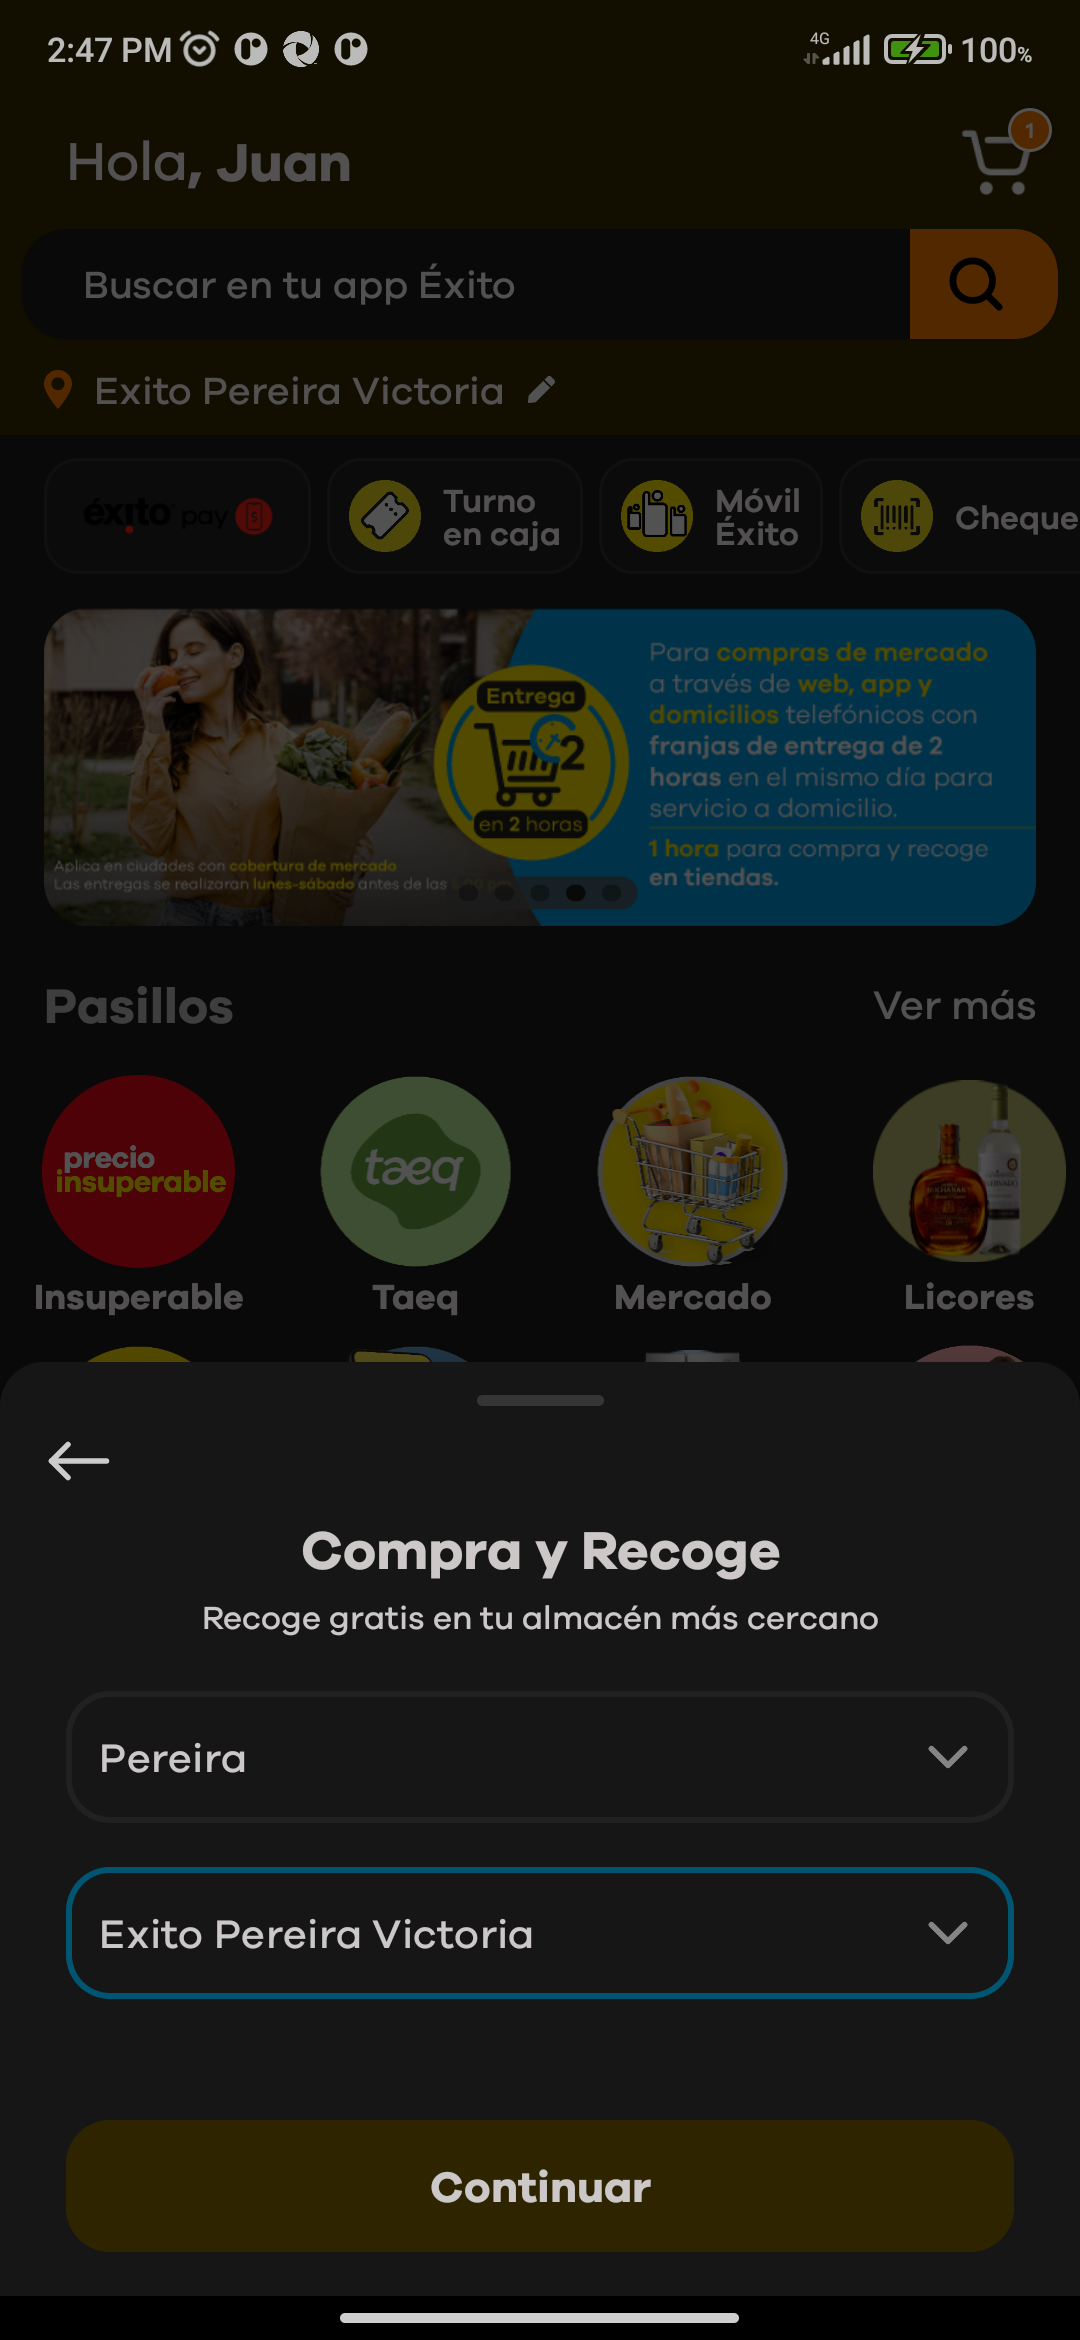 2:47 PM
4G
100%
Hola, Juan
1
Buscar en tu app Éxito
Exito Pereira Victoria
éxito pay
Turno
en caja
Móvil
Éxito
Cheque
Entrega
2
en 2 horas
Para compras de mercado
a través de web, app y
domicilios telefónicos con
franjas de entrega de 2
horas en el mismo día para
servicio a domicilio.
1 hora para compra y recoge
en tiendas.
Aplica en ciudades con cobertura de mercado
Las entregas se realizaran lunes-sábado antes de las
Pasillos
Ver más
precio
insuperable
taeq
Insuperable
Taeq
Mercado
Licores
Compra y Recoge
Recoge gratis en tu almacén más cercano
Pereira
Exito Pereira Victoria
Continuar